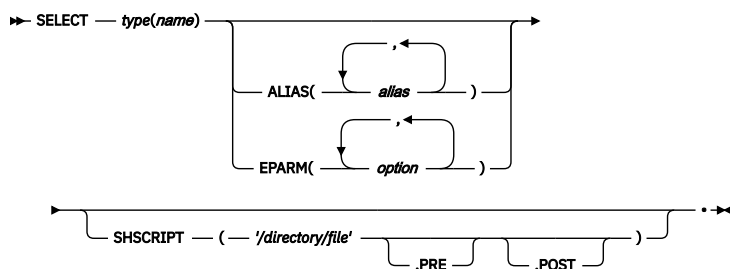 SELECT type(name)
,
ALIAS( alias )
,
EPARM( option )
SHSCRIPT ( '/directory/file' )
,PRE ,POST
.